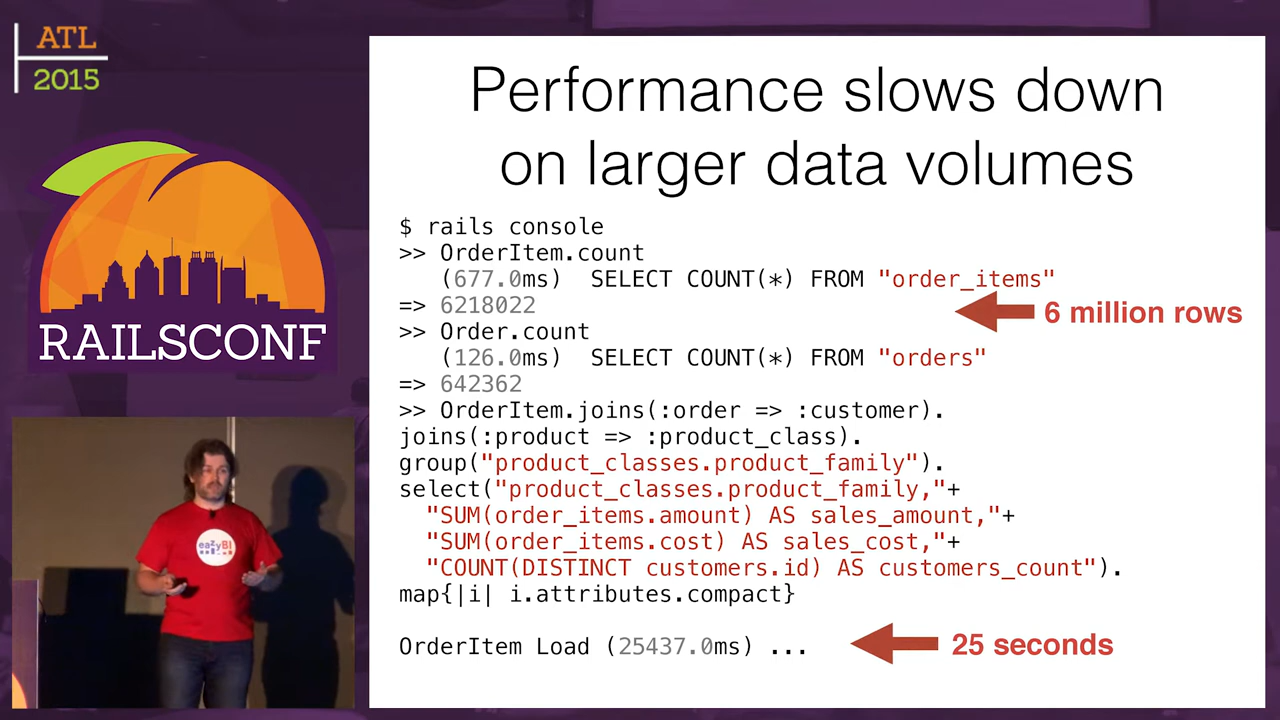 ATL
2015
RAILSCONF
eazyBI
Performance slows down
on larger data volumes
$ rails console
>> OrderItem.count
(677.0ms)  SELECT COUNT(*) FROM "order_items"
=> 6218022
6 million rows
>> Order.count
(126.0ms)  SELECT COUNT(*) FROM "orders"
=> 642362
>> OrderItem.joins(:order => :customer).
joins(:product => :product_class).
group("product_classes.product_family").
select("product_classes.product_family,"+
"SUM(order_items.amount) AS sales_amount,"+
"SUM(order_items.cost) AS sales_cost,"+
"COUNT(DISTINCT customers.id) AS customers_count").
map{|i| i.attributes.compact}
OrderItem Load (25437.0ms) ...
25 seconds